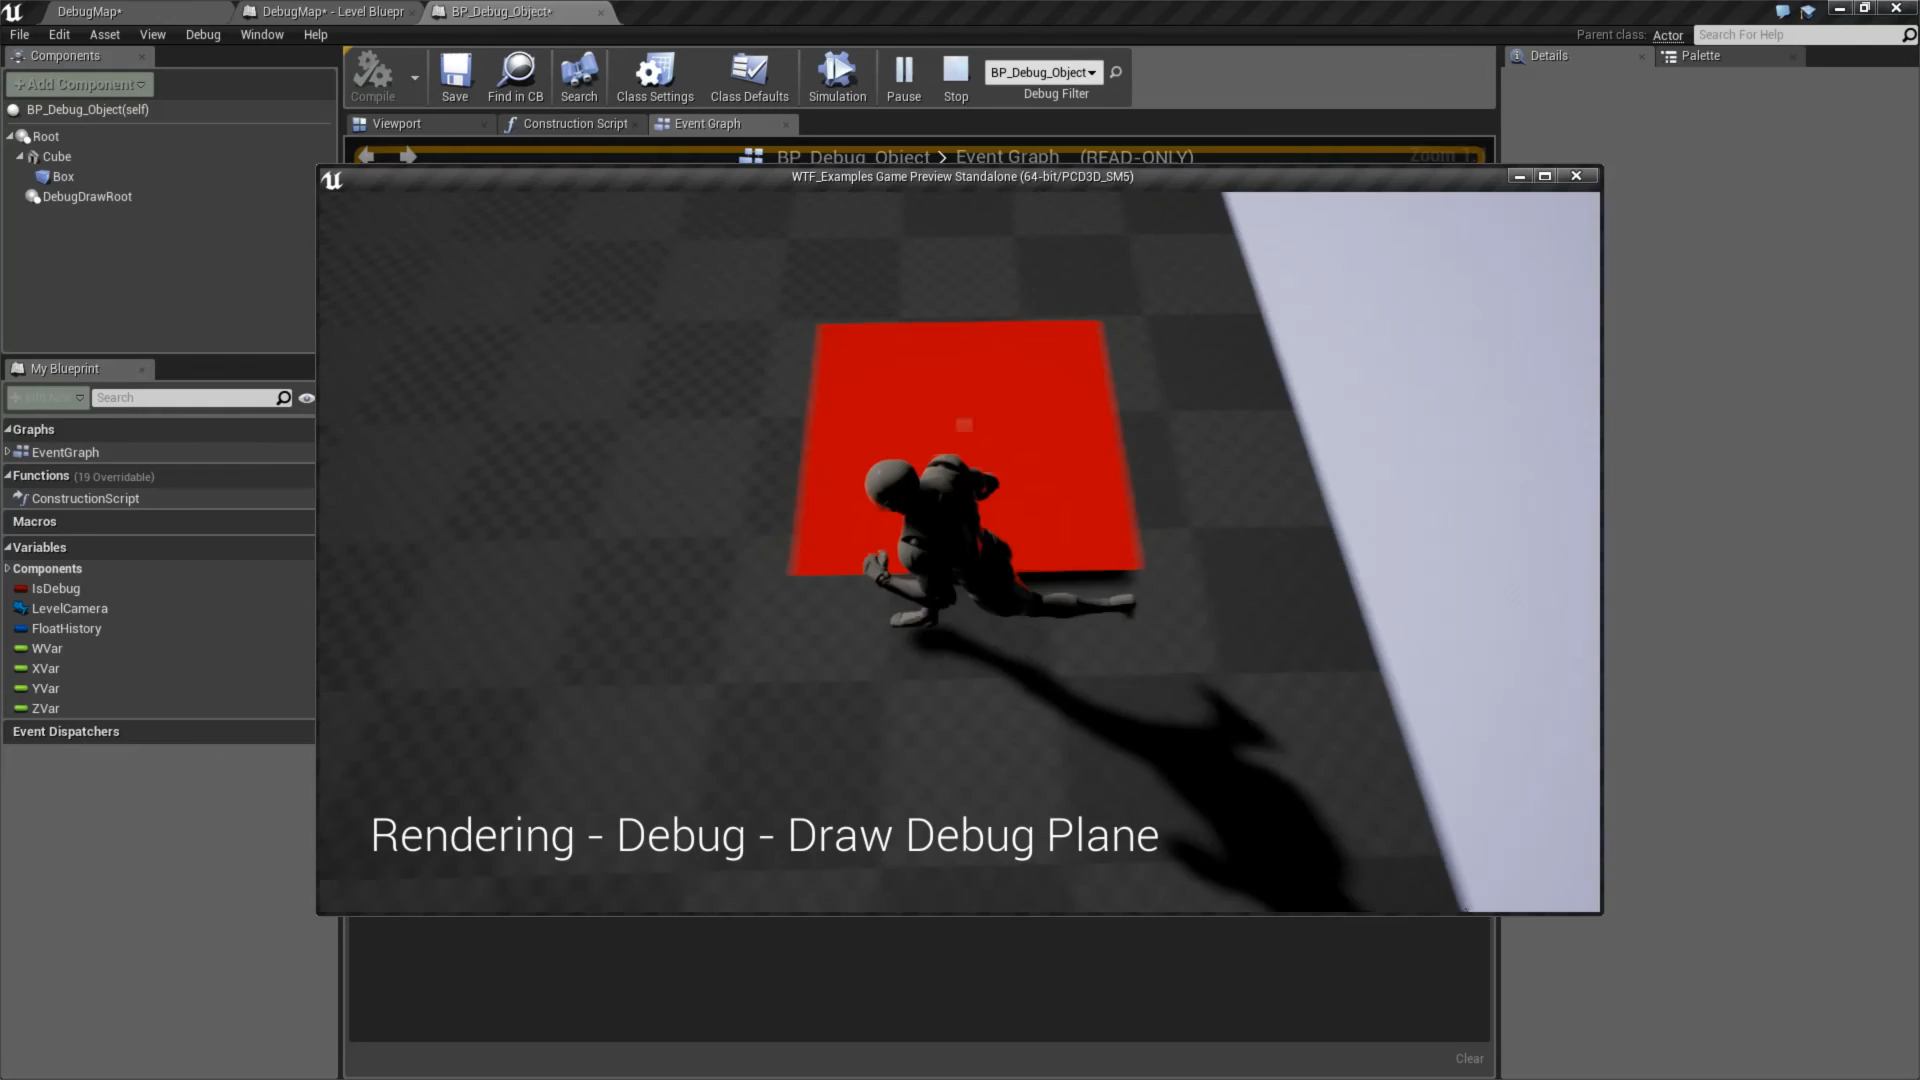 DebugMap*
DebugMap* - Level Bluepr
BP_Debug_Object*
File Edit Asset View Debug Window Help
Parent class: Actor
Search For Help
Components
+Add Component
BP_Debug_Object(self)
Root
Cube
Box
DebugDrawRoot
Compile
Save
Find in CB
Search
Class Settings
Class Defaults
Simulation
Pause
Stop
BP_Debug_Object
Debug Filter
Details
Palette
Viewport
Construction Script
Event Graph
BP_Debug_Object > Event Graph (READ-ONLY)
WTF_Examples Game Preview Standalone (64-bit/PCD3D_SM5)
My Blueprint
Search
Graphs
EventGraph
Functions (19 Overridable)
ConstructionScript
Macros
Variables
Components
IsDebug
LevelCamera
FloatHistory
WVar
XVar
YVar
ZVar
Event Dispatchers
Rendering - Debug - Draw Debug Plane
Clear